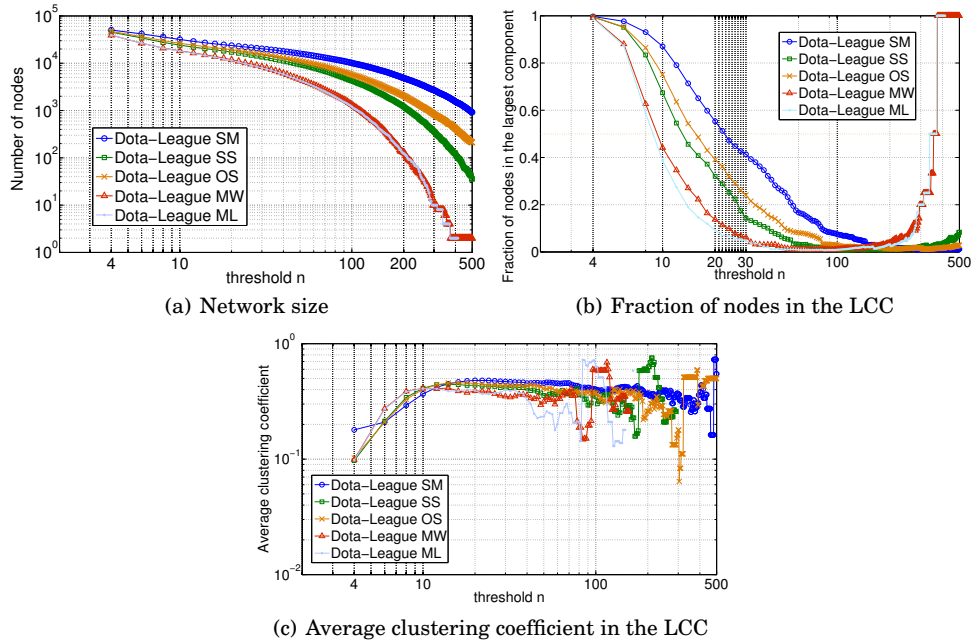 Number of nodes
10^5
10^4
10^3
10^2
10^1
10^0
Dota-League SM
Dota-League SS
Dota-League OS
Dota-League MW
Dota-League ML
4 10 100 200 500
threshold n
(a) Network size
Fraction of nodes in the largest component
1
0.8
0.6
0.4
0.2
0
Dota-League SM
Dota-League SS
Dota-League OS
Dota-League MW
Dota-League ML
4 10 20 30 100 500
threshold n
(b) Fraction of nodes in the LCC
Average clustering coefficient
10^0
10^-1
10^-2
Dota-League SM
Dota-League SS
Dota-League OS
Dota-League MW
Dota-League ML
4 10 100 500
threshold n
(c) Average clustering coefficient in the LCC